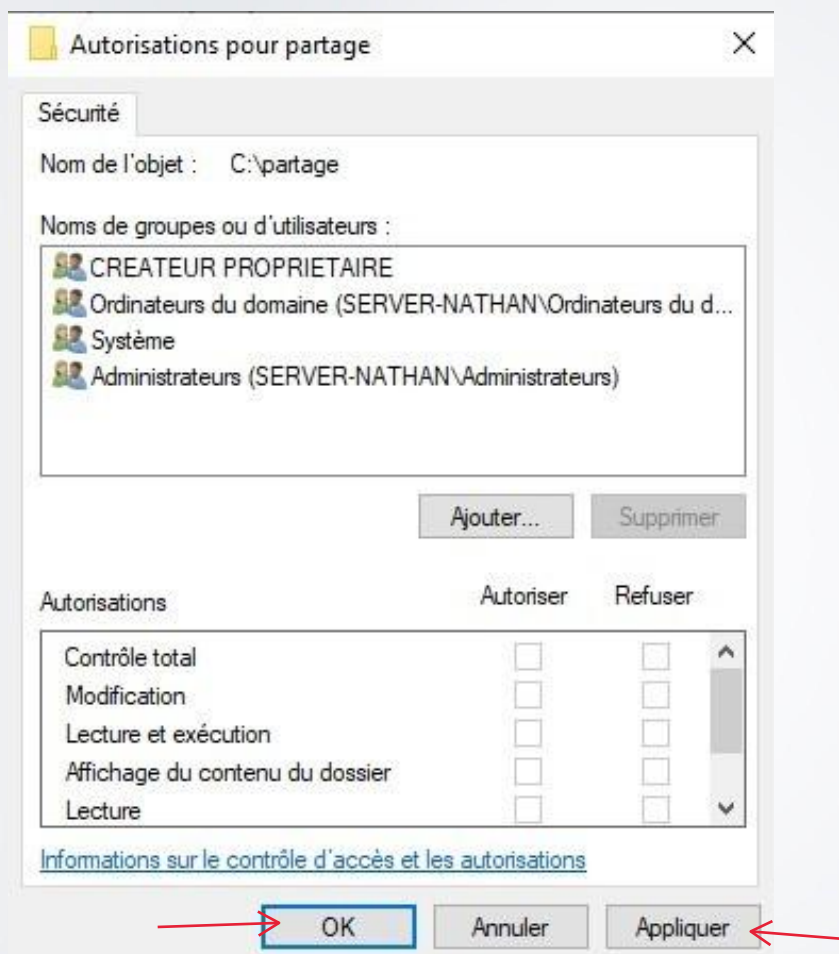 Autorisations pour partage
Sécurité
Nom de l'objet : C:\partage
Noms de groupes ou d'utilisateurs :
CREATEUR PROPRIETAIRE
Ordinateurs du domaine (SERVER-NATHAN\Ordinateurs du d...
Système
Administrateurs (SERVER-NATHAN\Administrateurs)
Ajouter... Supprimer
Autorisations Autoriser Refuser
Contrôle total
Modification
Lecture et exécution
Affichage du contenu du dossier
Lecture
Informations sur le contrôle d'accès et les autorisations
OK Annuler Appliquer